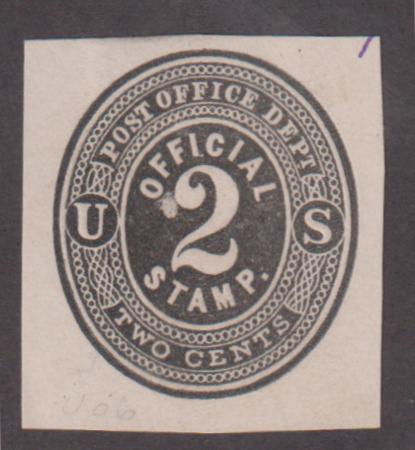 POST OFFICE DEPT
OFFICIAL
U 2 S
STAMP.
TWO CENTS